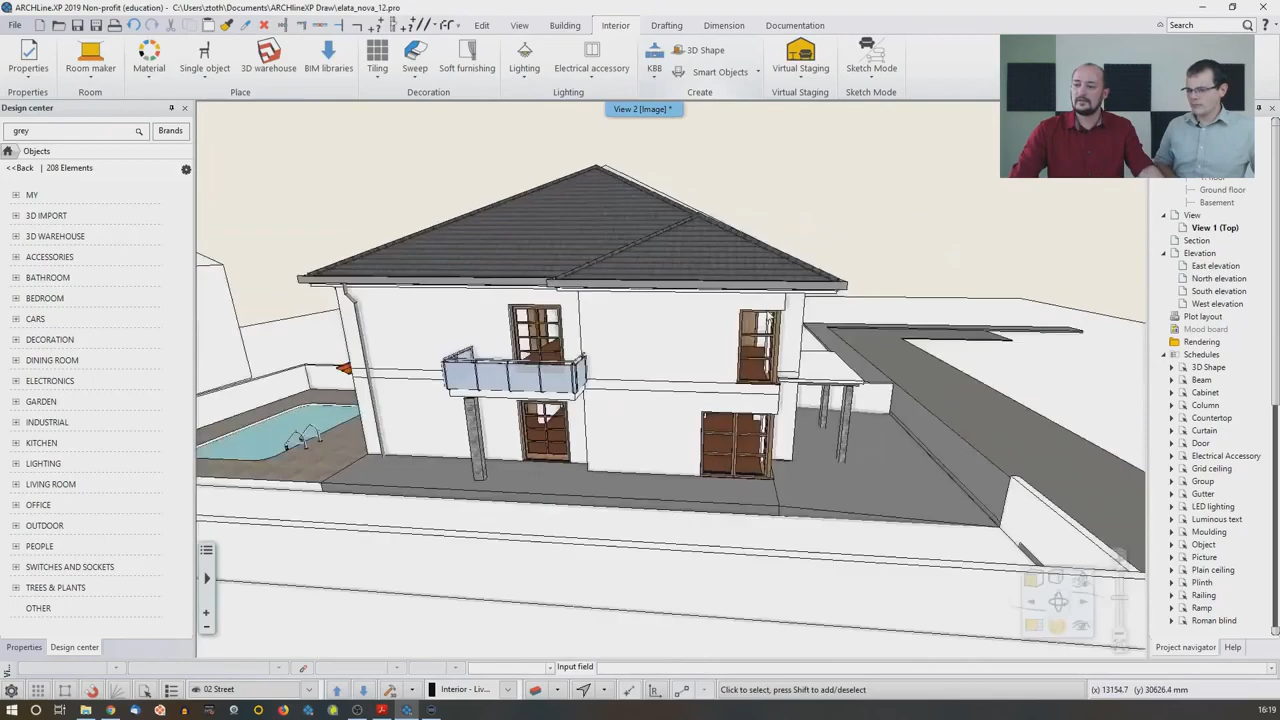 ARCHLine.XP 2019 Non-profit (education) - C:\Users\ztoth\Documents\ARCHlineXP Draw\elata_nova_12.pro
File
Edit
View
Building
Interior
Drafting
Dimension
Documentation
Search
Properties
Room maker
Material
Single object
3D warehouse
BIM libraries
Tiling
Sweep
Soft furnishing
Lighting
Electrical accessory
KBB
3D Shape
Smart Objects
Virtual Staging
Sketch Mode
Properties
Room
Place
Decoration
Lighting
Create
Virtual Staging
Sketch Mode
Design center
View 2 [Image] *
grey
Brands
Objects
<<Back
208 Elements
MY
3D IMPORT
3D WAREHOUSE
ACCESSORIES
BATHROOM
BEDROOM
CARS
DECORATION
DINING ROOM
ELECTRONICS
GARDEN
INDUSTRIAL
KITCHEN
LIGHTING
LIVING ROOM
OFFICE
OUTDOOR
PEOPLE
SWITCHES AND SOCKETS
TREES & PLANTS
OTHER
Properties
Design center
Ground floor
Basement
View
View 1 (Top)
Section
Elevation
East elevation
North elevation
South elevation
West elevation
Plot layout
Mood board
Rendering
Schedules
3D Shape
Beam
Cabinet
Column
Countertop
Curtain
Door
Electrical Accessory
Grid ceiling
Group
Gutter
LED lighting
Luminous text
Moulding
Object
Picture
Plain ceiling
Plinth
Railing
Ramp
Roman blind
Project navigator
Help
Input field
02 Street
Interior - Liv...
Click to select, press Shift to add/deselect
(x) 13154.7 (y) 30626.4 mm
16:19